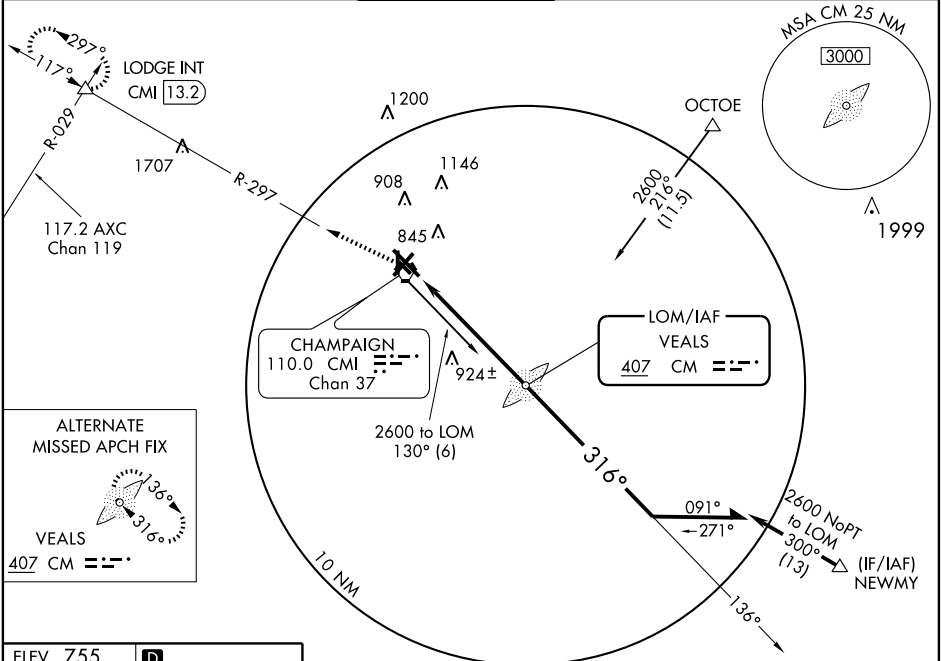 MSA CM 25 NM
3000
1999
297°
117°
LODGE INT
CMI 13.2
R-029
1707
R-297
117.2 AXC
Chan 119
1200
1146
908
845
OCTOE
2600
216°
(11.5)
CHAMPAIGN
110.0 CMI
Chan 37
924±
2600 to LOM
130° (6)
LOM/IAF
VEALS
407 CM
316°
091°
271°
2600 NoPT
to LOM
300°
(13)
(IF/IAF)
NEWMY
136°
10 NM
ALTERNATE
MISSED APCH FIX
136°
316°
VEALS
407 CM
ELEV 755
D